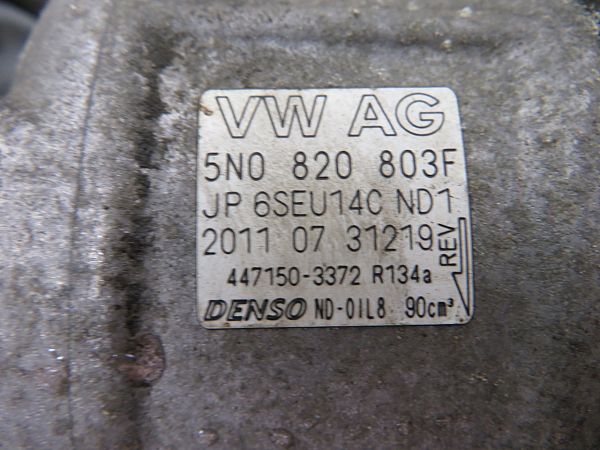 VW AG
5N0 820 803F
JP 6SEU14C ND1
2011 07 31219
REV
447150-3372 R134a
DENSO ND-OIL8 90cm³